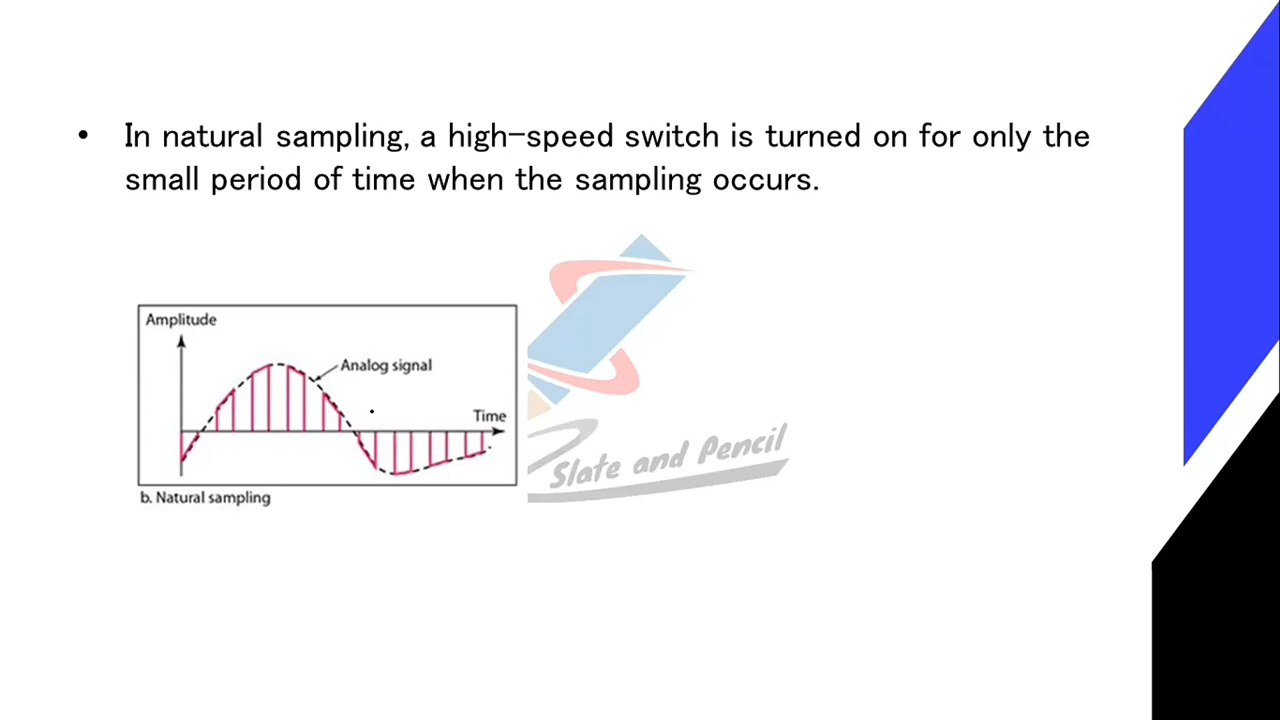 • In natural sampling, a high-speed switch is turned on for only the
small period of time when the sampling occurs.
Amplitude
Analog signal
Time
b. Natural sampling
Slate and Pencil